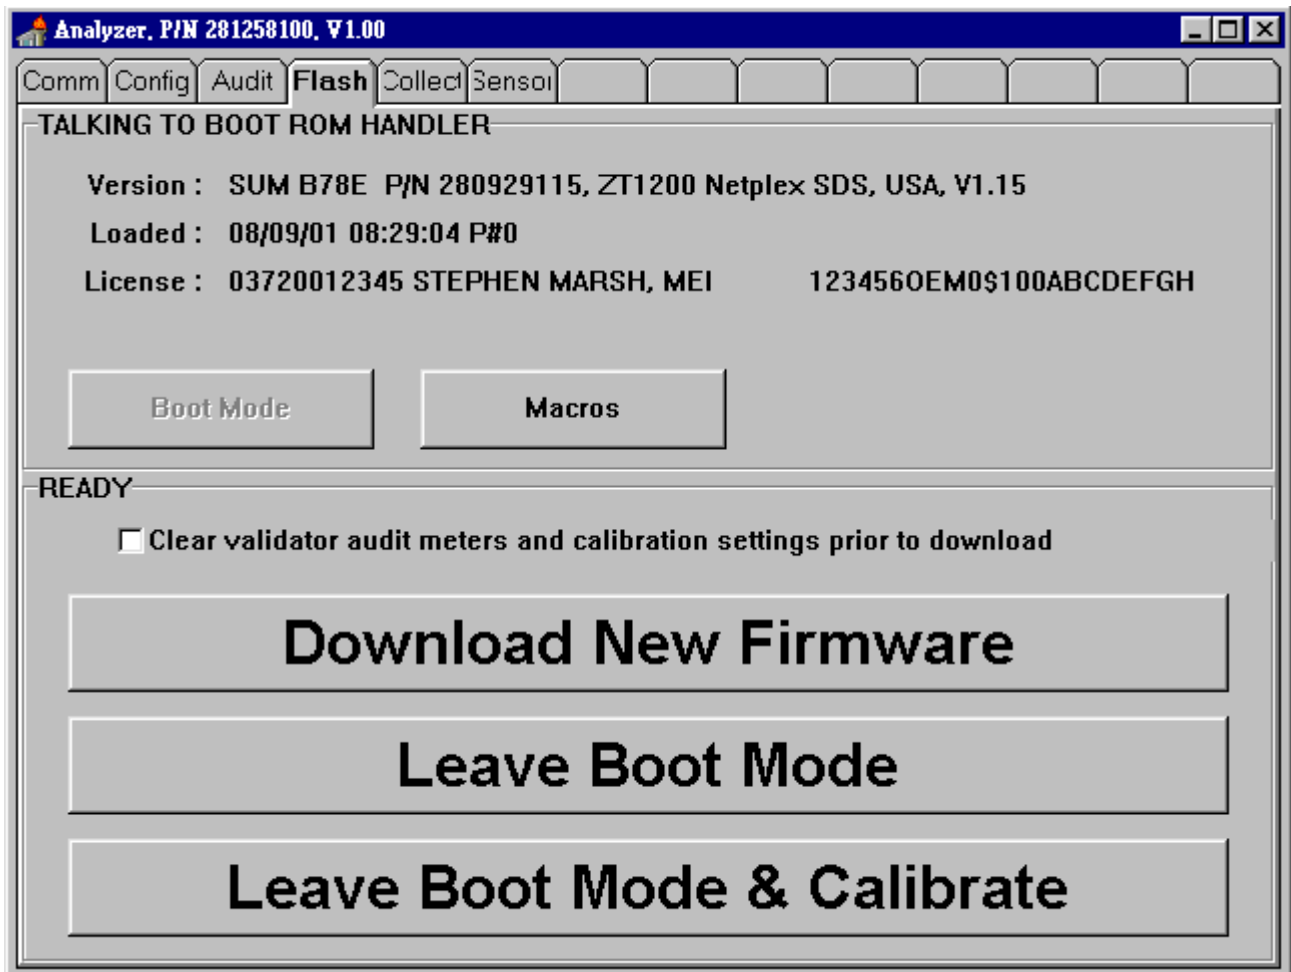 Analyzer, P/N 281258100, V1.00
Comm Config Audit Flash Collect Sensor
TALKING TO BOOT ROM HANDLER
Version : SUM B78E P/N 280929115, ZT1200 Netplex SDS, USA, V1.15
Loaded : 08/09/01 08:29:04 P#0
License : 03720012345 STEPHEN MARSH, MEI 123456OEM0$100ABCDEFGH
Boot Mode Macros
READY
Clear validator audit meters and calibration settings prior to download
Download New Firmware
Leave Boot Mode
Leave Boot Mode & Calibrate